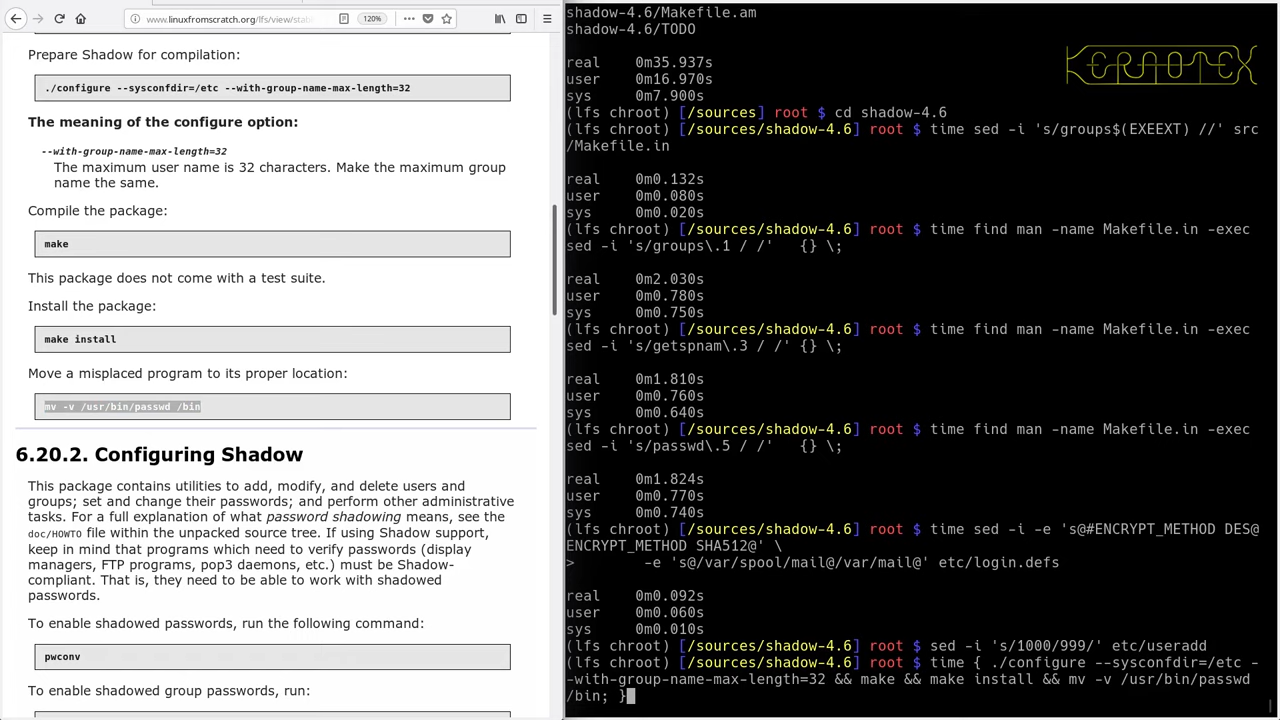 www.linuxfromscratch.org/lfs/view/stab
120%
Prepare Shadow for compilation:
./configure --sysconfdir=/etc --with-group-name-max-length=32
The meaning of the configure option:
--with-group-name-max-length=32
The maximum user name is 32 characters. Make the maximum group
name the same.
Compile the package:
make
This package does not come with a test suite.
Install the package:
make install
Move a misplaced program to its proper location:
mv -v /usr/bin/passwd /bin
6.20.2. Configuring Shadow
This package contains utilities to add, modify, and delete users and
groups; set and change their passwords; and perform other administrative
tasks. For a full explanation of what password shadowing means, see the
doc/HOWTO file within the unpacked source tree. If using Shadow support,
keep in mind that programs which need to verify passwords (display
managers, FTP programs, pop3 daemons, etc.) must be Shadow-
compliant. That is, they need to be able to work with shadowed
passwords.
To enable shadowed passwords, run the following command:
pwconv
To enable shadowed group passwords, run:
shadow-4.6/Makefile.am
shadow-4.6/TODO
real    0m35.937s
user    0m16.970s
sys     0m7.900s
(lfs chroot) [/sources] root $ cd shadow-4.6
(lfs chroot) [/sources/shadow-4.6] root $ time sed -i 's/groups$(EXEEXT) //' src
/Makefile.in
real    0m0.132s
user    0m0.080s
sys     0m0.020s
(lfs chroot) [/sources/shadow-4.6] root $ time find man -name Makefile.in -exec
sed -i 's/groups\.1 / /'   {} \;
real    0m2.030s
user    0m0.780s
sys     0m0.750s
(lfs chroot) [/sources/shadow-4.6] root $ time find man -name Makefile.in -exec
sed -i 's/getspnam\.3 / /' {} \;
real    0m1.810s
user    0m0.760s
sys     0m0.640s
(lfs chroot) [/sources/shadow-4.6] root $ time find man -name Makefile.in -exec
sed -i 's/passwd\.5 / /'   {} \;
real    0m1.824s
user    0m0.770s
sys     0m0.740s
(lfs chroot) [/sources/shadow-4.6] root $ time sed -i -e 's@#ENCRYPT_METHOD DES@
ENCRYPT_METHOD SHA512@' \
>        -e 's@/var/spool/mail@/var/mail@' etc/login.defs
real    0m0.092s
user    0m0.060s
sys     0m0.010s
(lfs chroot) [/sources/shadow-4.6] root $ sed -i 's/1000/999/' etc/useradd
(lfs chroot) [/sources/shadow-4.6] root $ time { ./configure --sysconfdir=/etc -
-with-group-name-max-length=32 && make && make install && mv -v /usr/bin/passwd
/bin; }